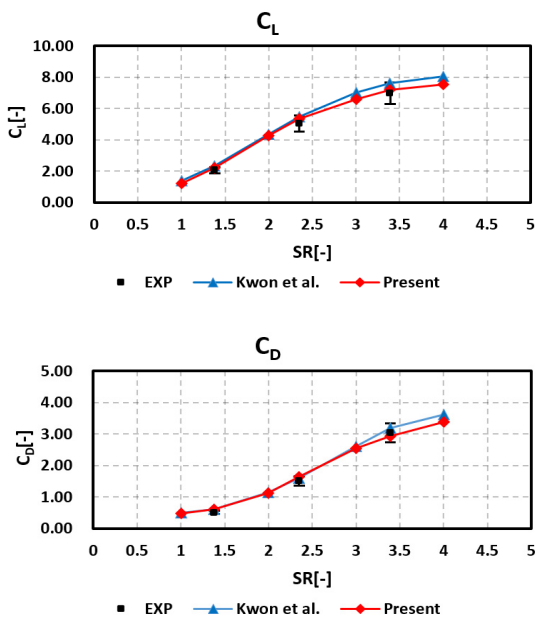 C_L
10.00
8.00
6.00
4.00
2.00
0.00
C_L[-]
0 0.5 1 1.5 2 2.5 3 3.5 4 4.5 5
SR[-]
EXP Kwon et al. Present
C_D
5.00
4.00
3.00
2.00
1.00
0.00
C_D[-]
0 0.5 1 1.5 2 2.5 3 3.5 4 4.5 5
SR[-]
EXP Kwon et al. Present